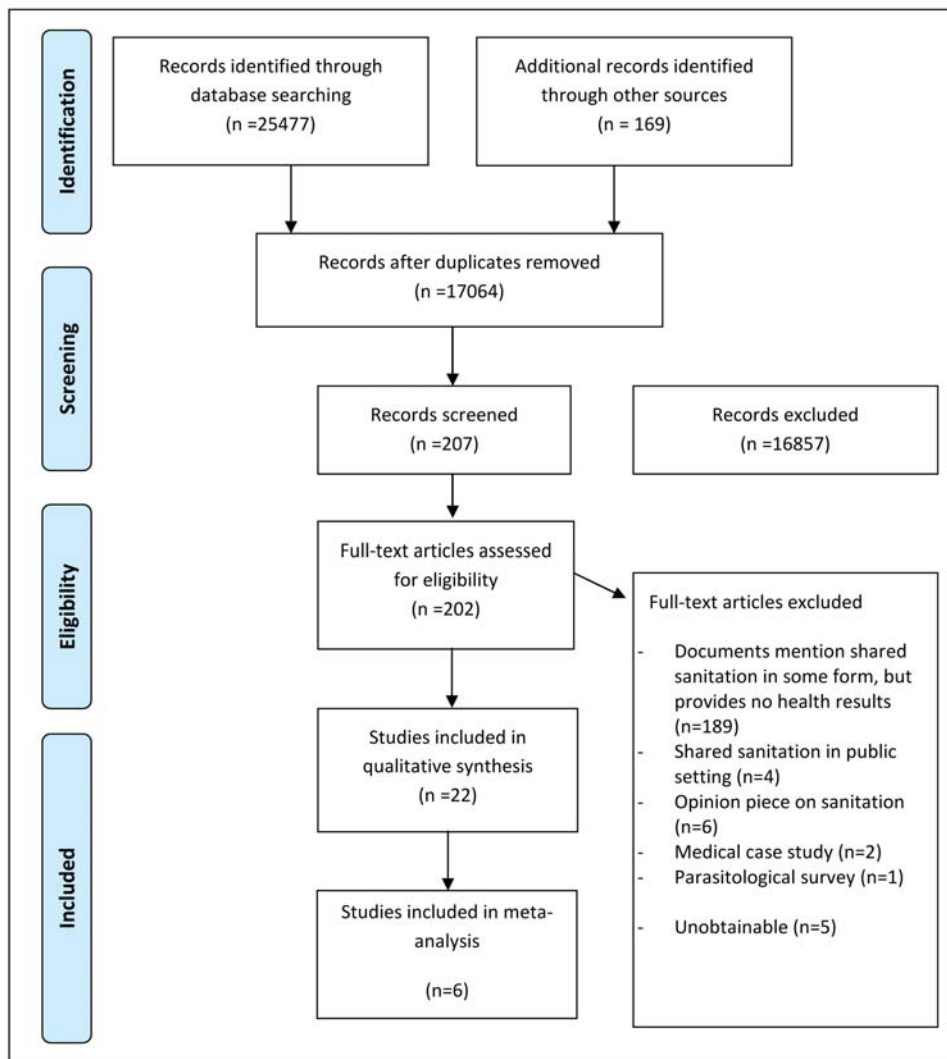 Identification
Records identified through
database searching
(n =25477)
Additional records identified
through other sources
(n = 169)
Records after duplicates removed
(n =17064)
Screening
Records screened
(n =207)
Records excluded
(n =16857)
Eligibility
Full-text articles assessed
for eligibility
(n =202)
Full-text articles excluded
- Documents mention shared
sanitation in some form, but
provides no health results
(n=189)
- Shared sanitation in public
setting (n=4)
- Opinion piece on sanitation
(n=6)
- Medical case study (n=2)
- Parasitological survey (n=1)
- Unobtainable (n=5)
Included
Studies included in
qualitative synthesis
(n =22)
Studies included in meta-
analysis
(n=6)